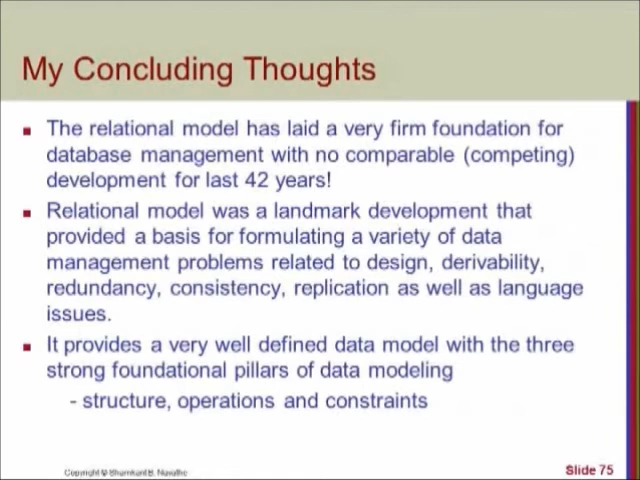 My Concluding Thoughts
The relational model has laid a very firm foundation for
database management with no comparable (competing)
development for last 42 years!
Relational model was a landmark development that
provided a basis for formulating a variety of data
management problems related to design, derivability,
redundancy, consistency, replication as well as language
issues.
It provides a very well defined data model with the three
strong foundational pillars of data modeling
- structure, operations and constraints
Copyright © Shamkant B. Navathe
Slide 75